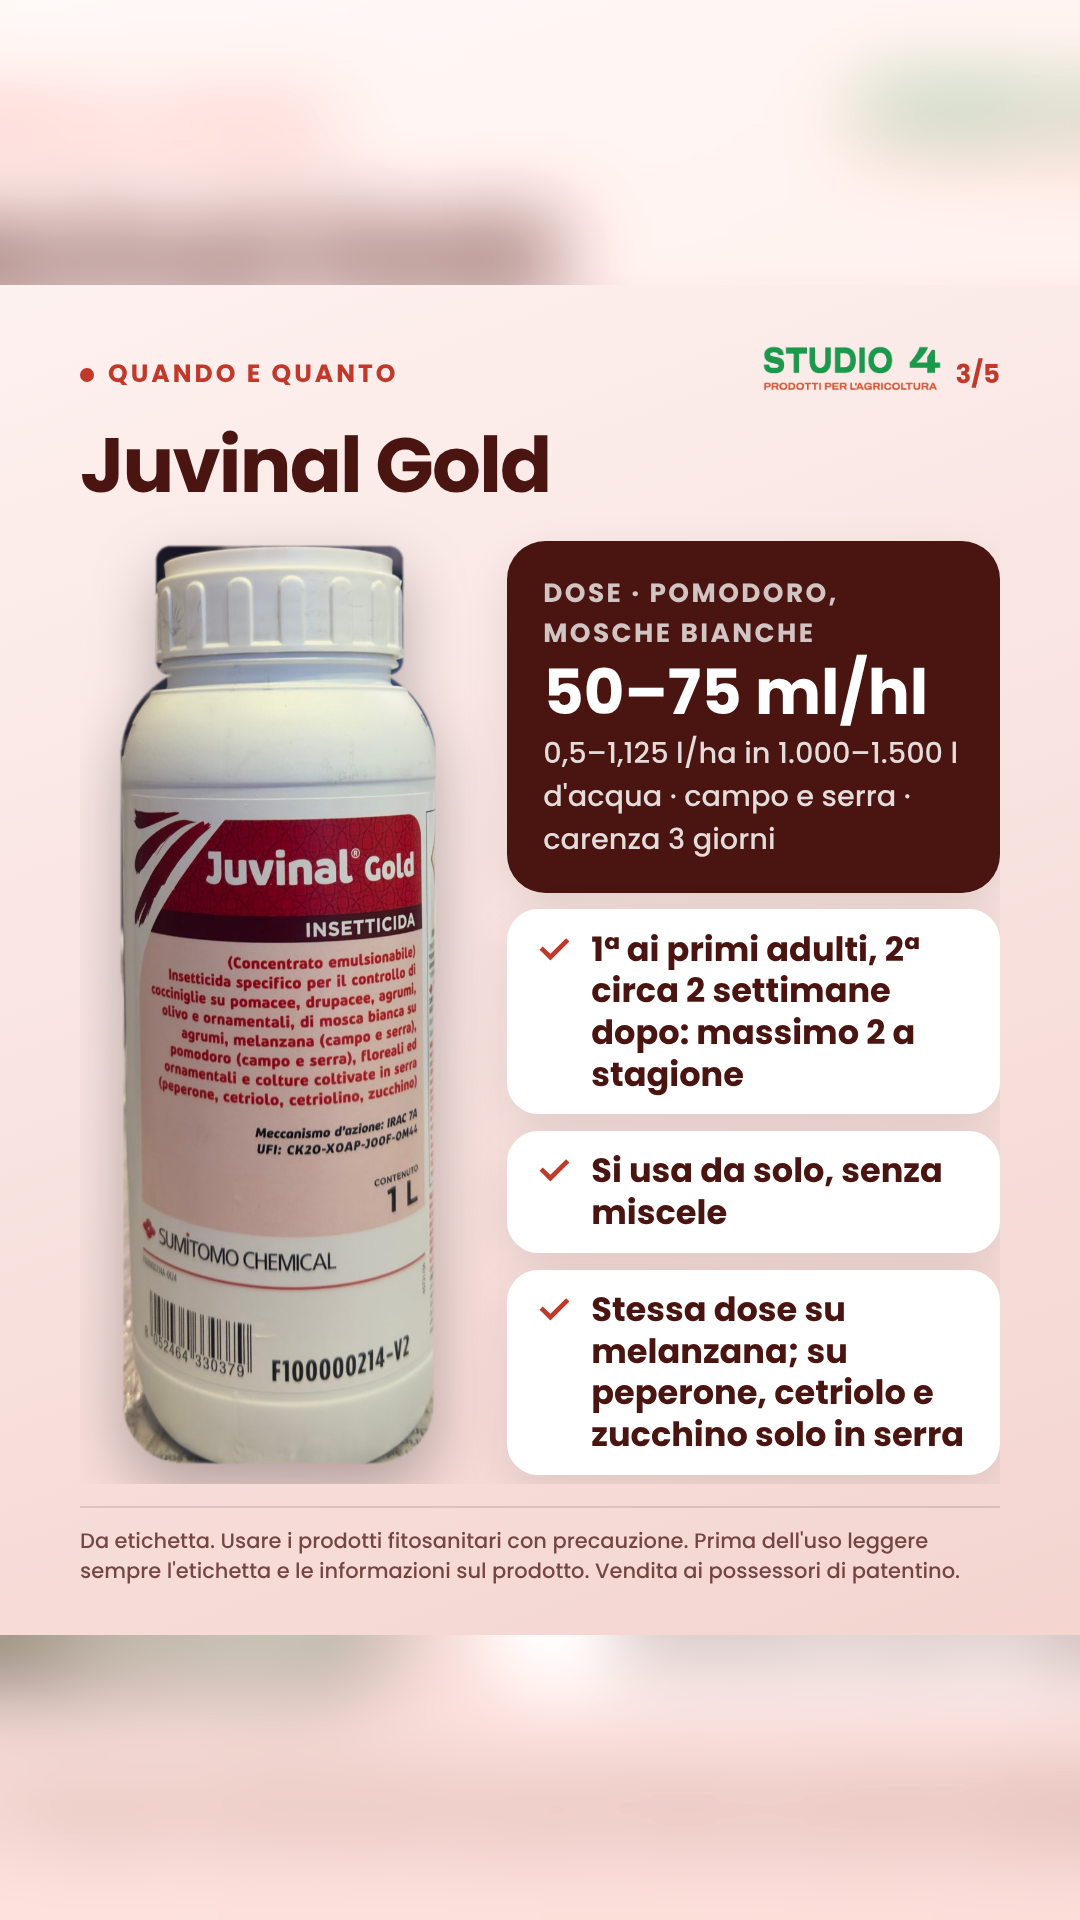 QUANDO E QUANTO
STUDIO 4
PRODOTTI PER L'AGRICOLTURA
3/5
Juvinal Gold
DOSE · POMODORO,
MOSCHE BIANCHE
50–75 ml/hl
0,5–1,125 l/ha in 1.000–1.500 l
d'acqua · campo e serra ·
carenza 3 giorni
1ª ai primi adulti, 2ª
circa 2 settimane
dopo: massimo 2 a
stagione
Si usa da solo, senza
miscele
Stessa dose su
melanzana; su
peperone, cetriolo e
zucchino solo in serra
Juvinal® Gold
INSETTICIDA
(Concentrato emulsionabile)
Insetticida specifico per il controllo di
cocciniglie su pomacee, drupacee, agrumi,
olivo e ornamentali, di mosca bianca su
agrumi, melanzana (campo e serra),
pomodoro (campo e serra), floreali ed
ornamentali e colture coltivate in serra
(peperone, cetriolo, cetriolino, zucchino)
Meccanismo d'azione: IRAC 7A
UFI: CK20-X0AP-J00F-0M44
CONTENUTO
1 L
SUMITOMO CHEMICAL
8 052464 330379
F100000214-V2
Da etichetta. Usare i prodotti fitosanitari con precauzione. Prima dell'uso leggere
sempre l'etichetta e le informazioni sul prodotto. Vendita ai possessori di patentino.